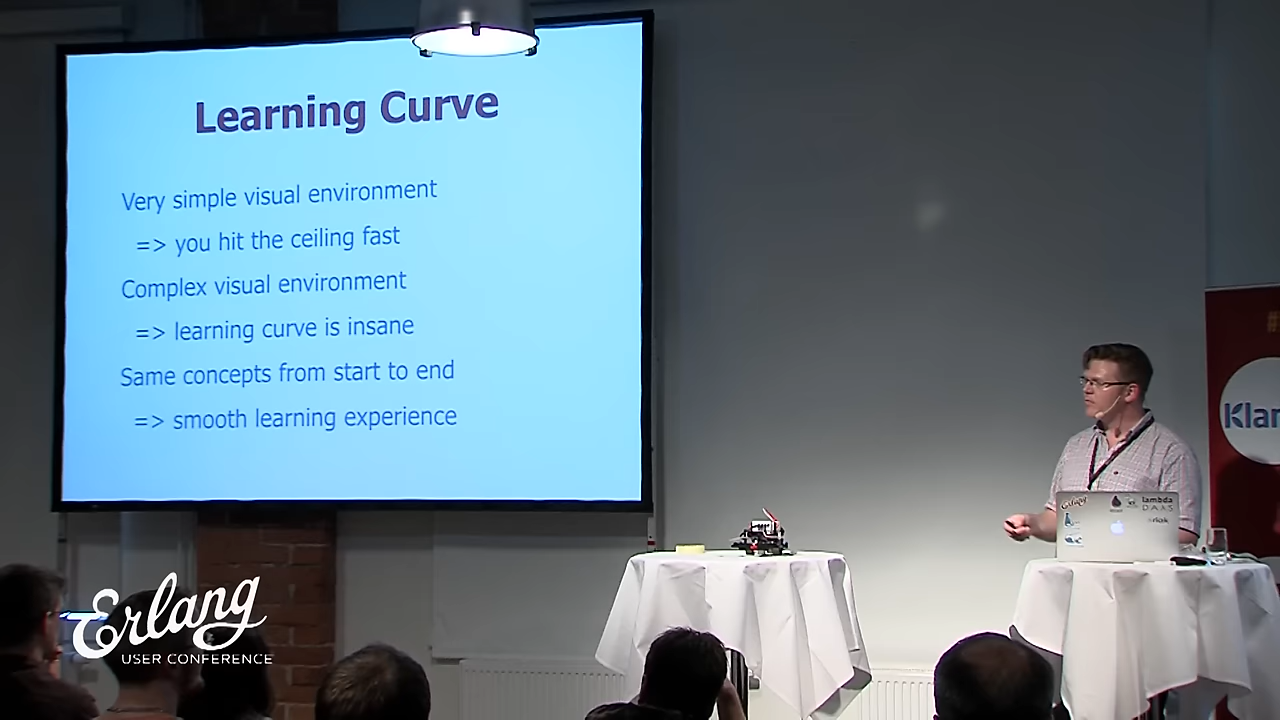 Learning Curve
Very simple visual environment
=> you hit the ceiling fast
Complex visual environment
=> learning curve is insane
Same concepts from start to end
=> smooth learning experience
Klar
Erlang
lambda
DAAS
riak
Erlang
USER CONFERENCE